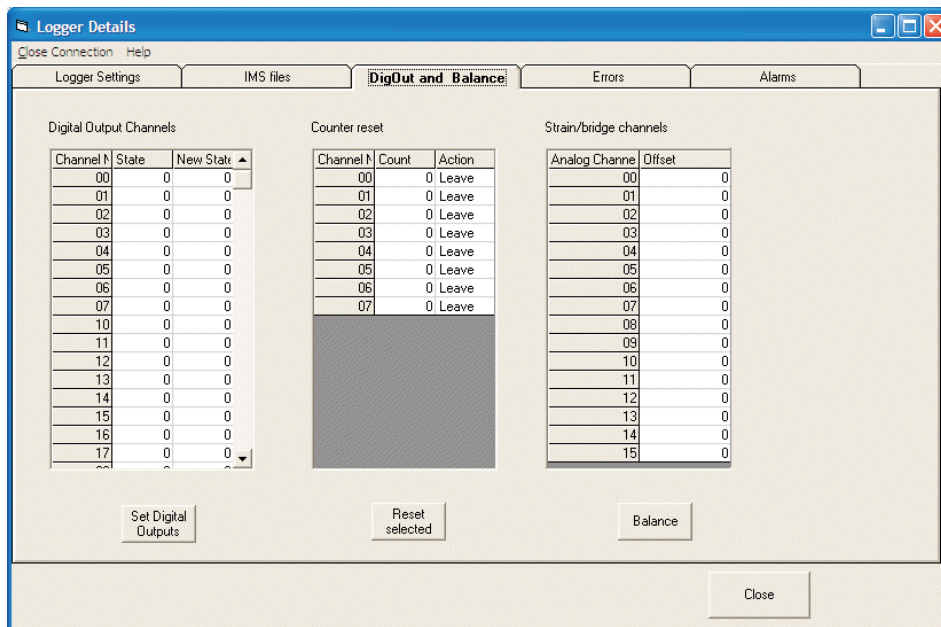 Logger Details
Close Connection Help
Logger Settings IMS files DigOut and Balance Errors Alarms
Digital Output Channels Counter reset Strain/bridge channels
Channel N State New State Channel N Count Action Analog Channe Offset
00 0 0 00 0 Leave 00 0
01 0 0 01 0 Leave 01 0
02 0 0 02 0 Leave 02 0
03 0 0 03 0 Leave 03 0
04 0 0 04 0 Leave 04 0
05 0 0 05 0 Leave 05 0
06 0 0 06 0 Leave 06 0
07 0 0 07 0 Leave 07 0
10 0 0 08 0
11 0 0 09 0
12 0 0 10 0
13 0 0 11 0
14 0 0 12 0
15 0 0 13 0
16 0 0 14 0
17 0 0 15 0
Set Digital Outputs Reset selected Balance
Close